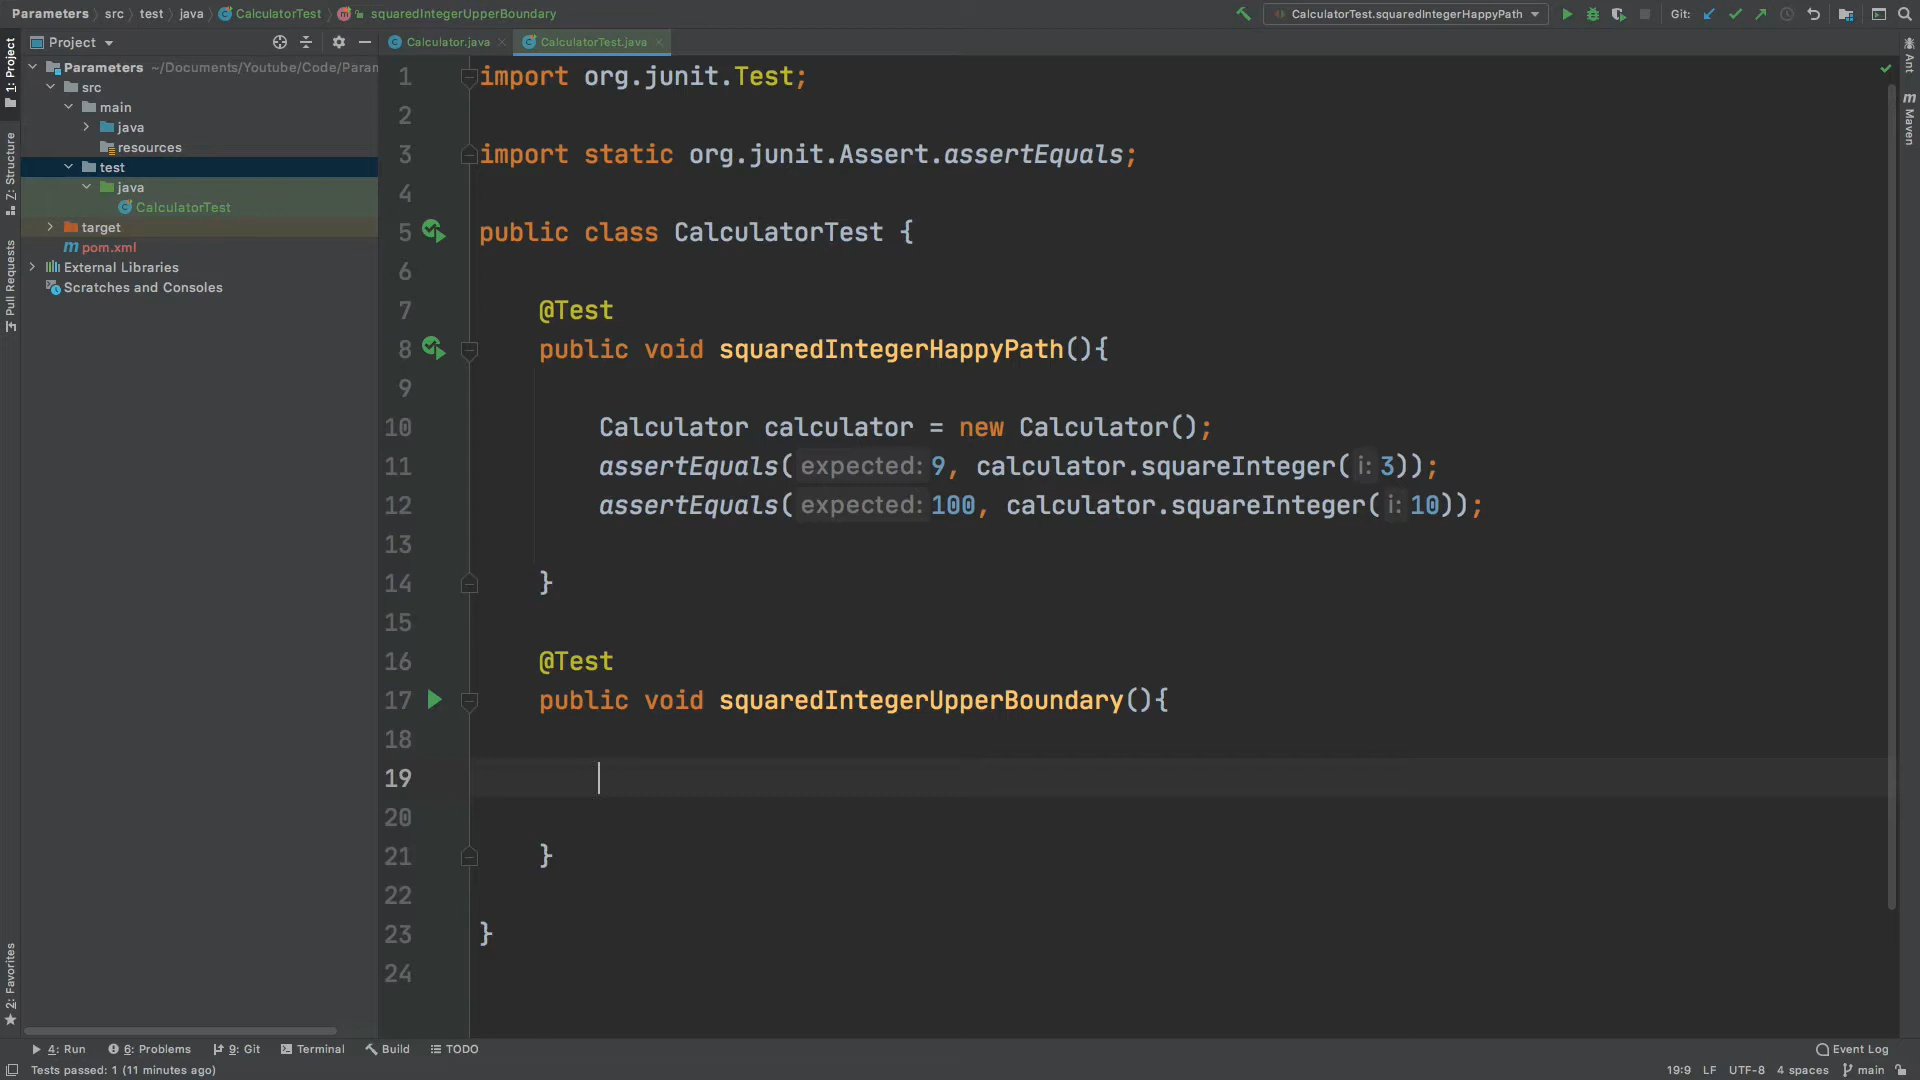 Parameters src test java CalculatorTest squaredIntegerUpperBoundary
CalculatorTest.squaredIntegerHappyPath
Git:
Project
Calculator.java
CalculatorTest.java
1: Project
Z: Structure
Pull Requests
2: Favorites
Ant
m
Maven
Parameters ~/Documents/Youtube/Code/Param
src
main
java
resources
test
java
CalculatorTest
target
m pom.xml
External Libraries
Scratches and Consoles
1 import org.junit.Test;
2
3 import static org.junit.Assert.assertEquals;
4
5 public class CalculatorTest {
6
7 @Test
8 public void squaredIntegerHappyPath(){
9
10 Calculator calculator = new Calculator();
11 assertEquals( expected: 9, calculator.squareInteger( i: 3));
12 assertEquals( expected: 100, calculator.squareInteger( i: 10));
13
14 }
15
16 @Test
17 public void squaredIntegerUpperBoundary(){
18
19
20
21 }
22
23 }
24
4: Run 6: Problems 9: Git Terminal Build TODO
Event Log
Tests passed: 1 (11 minutes ago)
19:9 LF UTF-8 4 spaces main